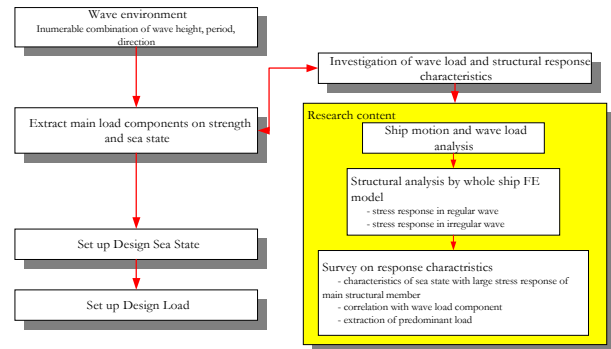 Wave environment
Inumerable combination of wave height, period,
direction
Extract main load components on strength
and sea state
Set up Design Sea State
Set up Design Load
Investigation of wave load and structural response
characteristics
Research content
Ship motion and wave load
analysis
Structural analysis by whole ship FE
model
- stress response in regular wave
- stress response in irregular wave
Survey on response charactristics
- characteristics of sea state with large stress response of
main structural member
- correlation with wave load component
- extraction of predominant load